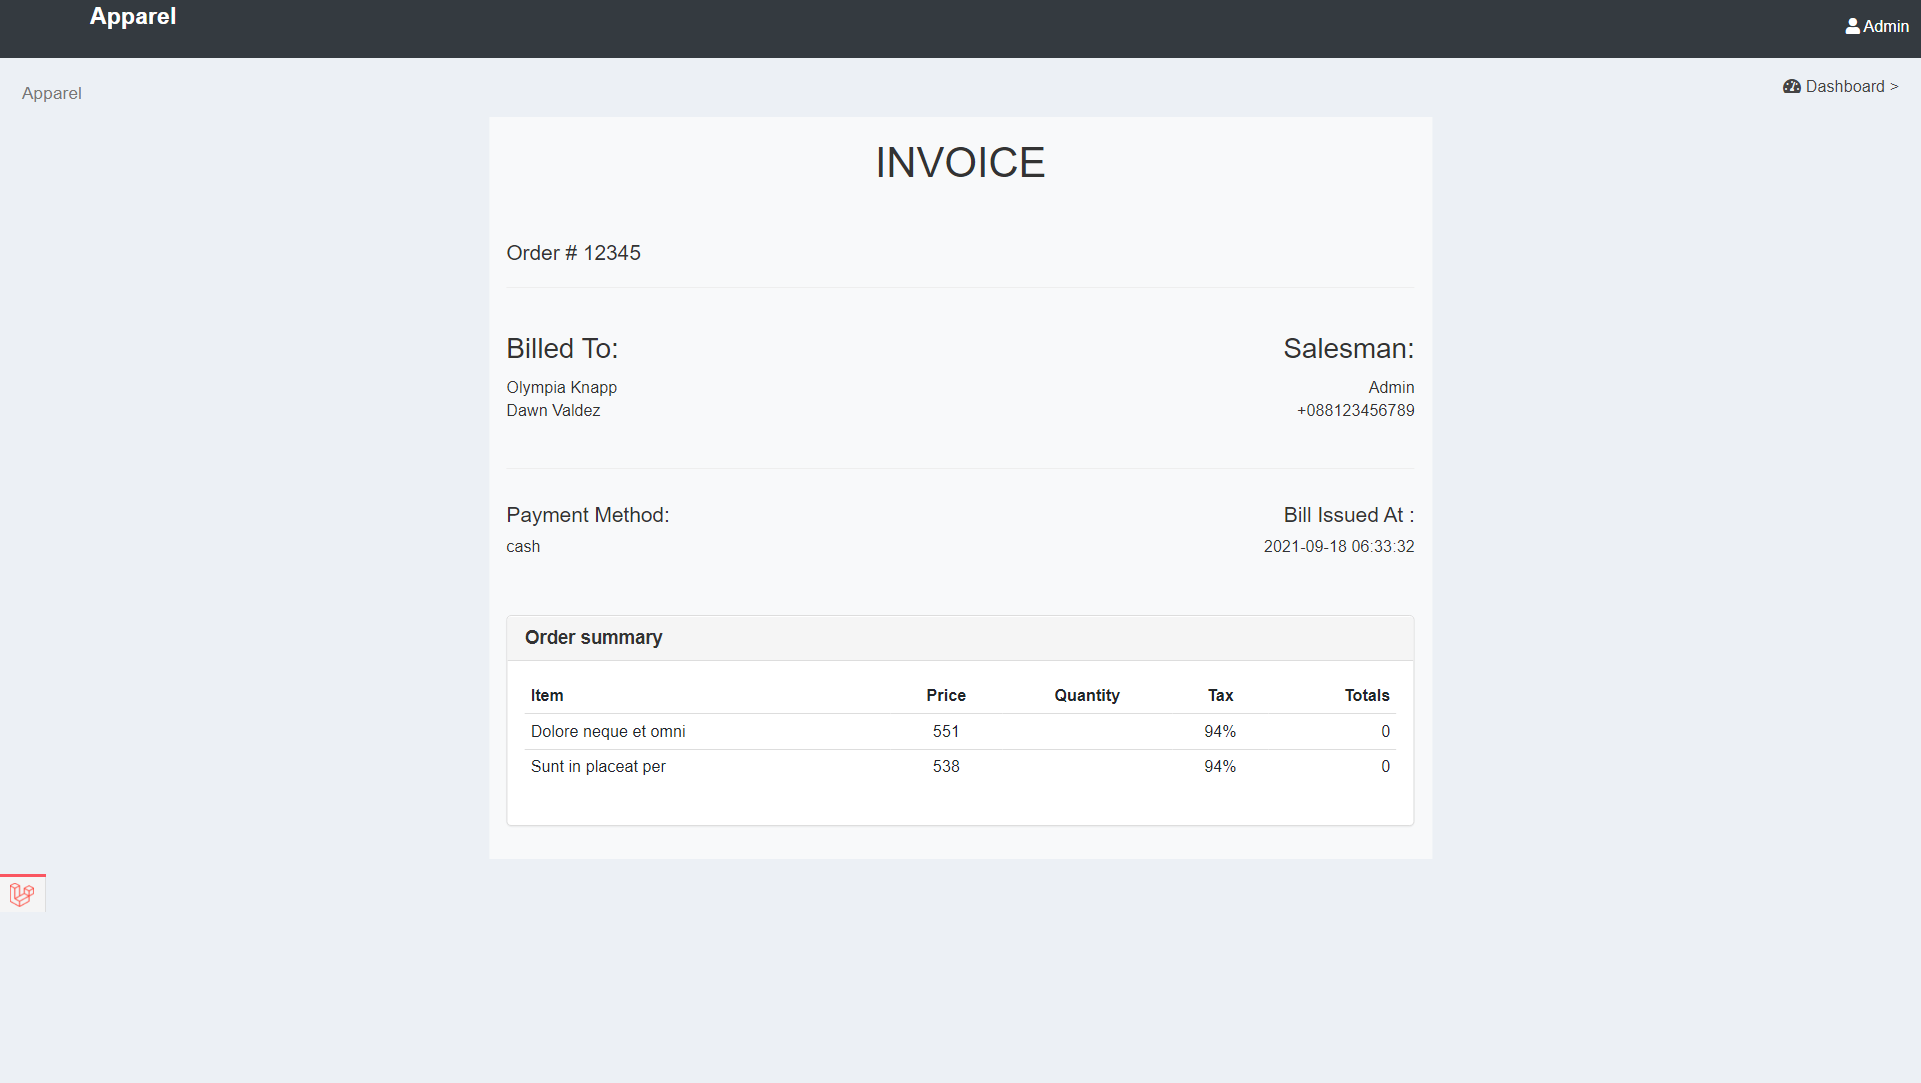 Apparel
Admin
Apparel
Dashboard >
INVOICE
Order # 12345
Billed To: Salesman:
Olympia Knapp Admin
Dawn Valdez +088123456789
Payment Method: Bill Issued At :
cash 2021-09-18 06:33:32
Order summary
Item Price Quantity Tax Totals
Dolore neque et omni 551 94% 0
Sunt in placeat per 538 94% 0